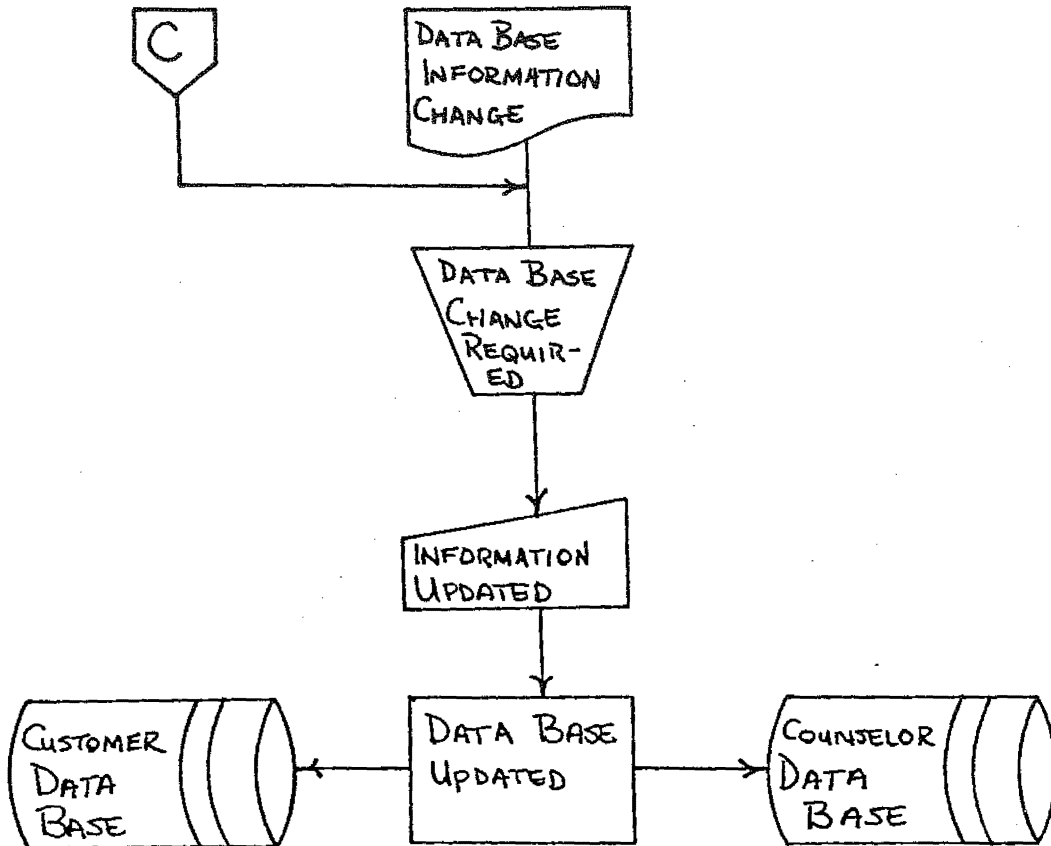 C
DATA BASE
INFORMATION
CHANGE
DATA BASE
CHANGE
REQUIR-
ED
INFORMATION
UPDATED
DATA BASE
UPDATED
CUSTOMER
DATA
BASE
COUNSELOR
DATA
BASE